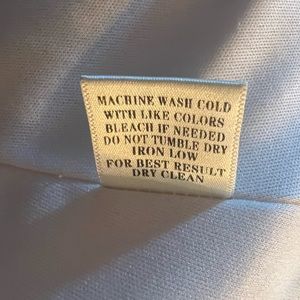 MACHINE WASH COLD
WITH LIKE COLORS
BLEACH IF NEEDED
DO NOT TUMBLE DRY
IRON LOW
FOR BEST RESULT
DRY CLEAN